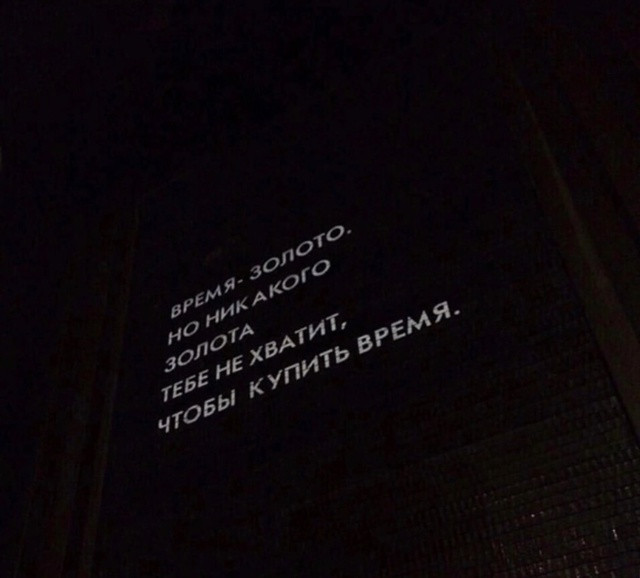 ВРЕМЯ- ЗОЛОТО.
НО НИКАКОГО
ЗОЛОТА
ТЕБЕ НЕ ХВАТИТ,
ЧТОБЫ КУПИТЬ ВРЕМЯ.